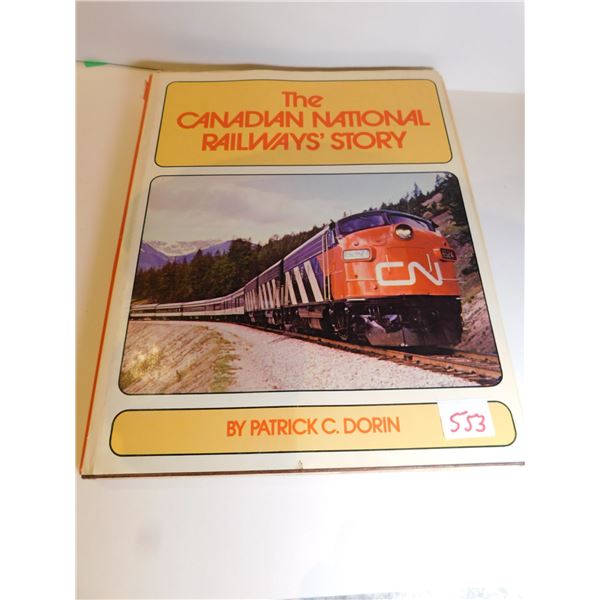 The
CANADIAN NATIONAL
RAILWAYS' STORY
CN
BY PATRICK C. DORIN
553